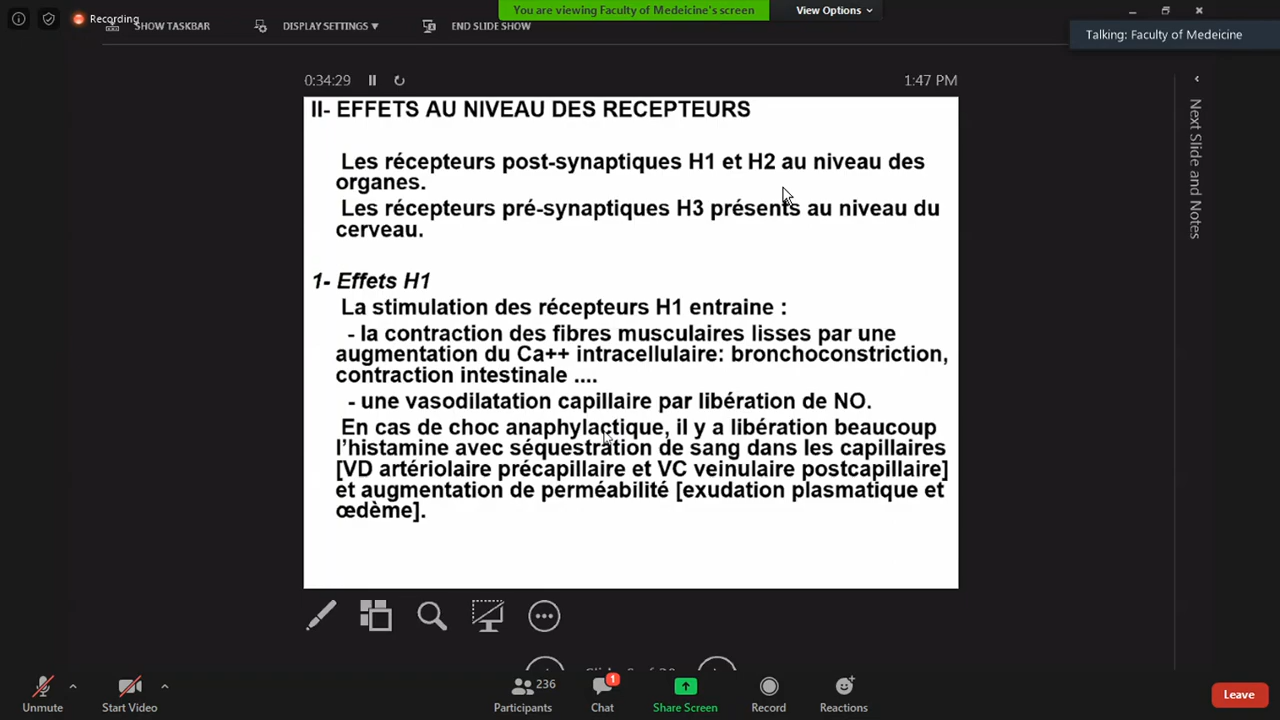 Recording
SHOW TASKBAR
DISPLAY SETTINGS
END SLIDE SHOW
You are viewing Faculty of Medeicine's screen
View Options
Talking: Faculty of Medeicine
0:34:29
1:47 PM
II- EFFETS AU NIVEAU DES RECEPTEURS
Les récepteurs post-synaptiques H1 et H2 au niveau des
organes.
Les récepteurs pré-synaptiques H3 présents au niveau du
cerveau.
1- Effets H1
La stimulation des récepteurs H1 entraine :
- la contraction des fibres musculaires lisses par une
augmentation du Ca++ intracellulaire: bronchoconstriction,
contraction intestinale ....
- une vasodilatation capillaire par libération de NO.
En cas de choc anaphylactique, il y a libération beaucoup
l’histamine avec séquestration de sang dans les capillaires
[VD artériolaire précapillaire et VC veinulaire postcapillaire]
et augmentation de perméabilité [exudation plasmatique et
œdème].
Next Slide and Notes
Unmute
Start Video
236
Participants
1
Chat
Share Screen
Record
Reactions
Leave